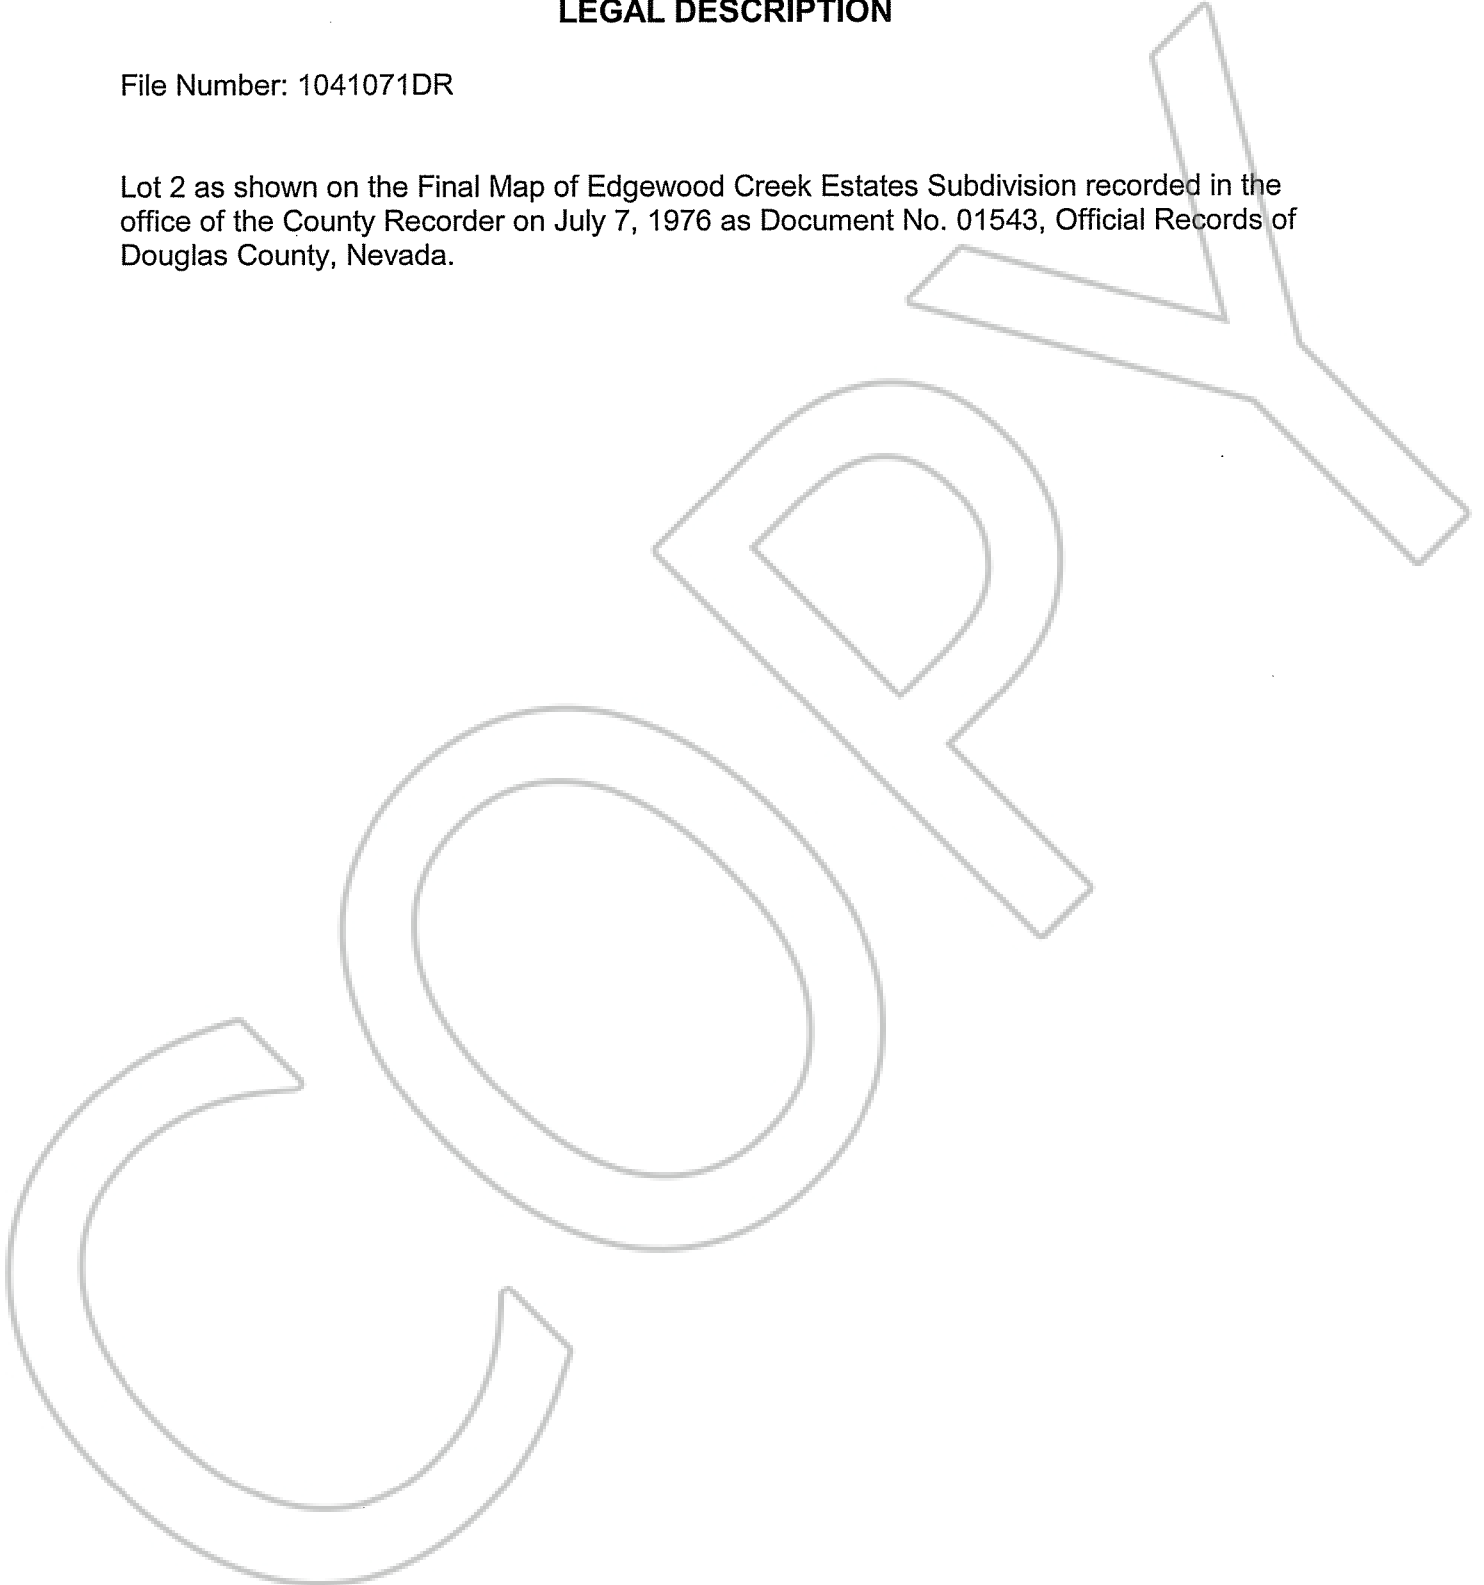 LEGAL DESCRIPTION
File Number: 1041071DR
Lot 2 as shown on the Final Map of Edgewood Creek Estates Subdivision recorded in the
office of the County Recorder on July 7, 1976 as Document No. 01543, Official Records of
Douglas County, Nevada.
COPY